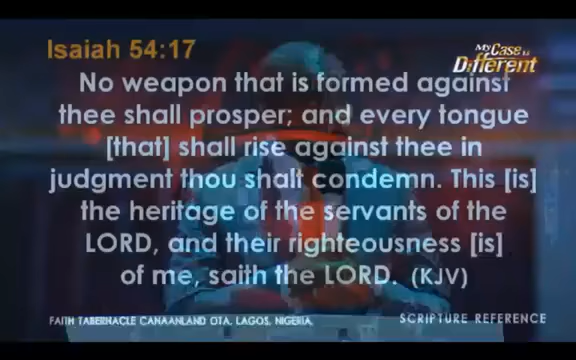 Isaiah 54:17
My Case is
Different
No weapon that is formed against
thee shall prosper; and every tongue
[that] shall rise against thee in
judgment thou shalt condemn. This [is]
the heritage of the servants of the
LORD, and their righteousness [is]
of me, saith the LORD. (KJV)
FAITH TABERNACLE CANAANLAND OTA, LAGOS, NIGERIA.
SCRIPTURE REFERENCE